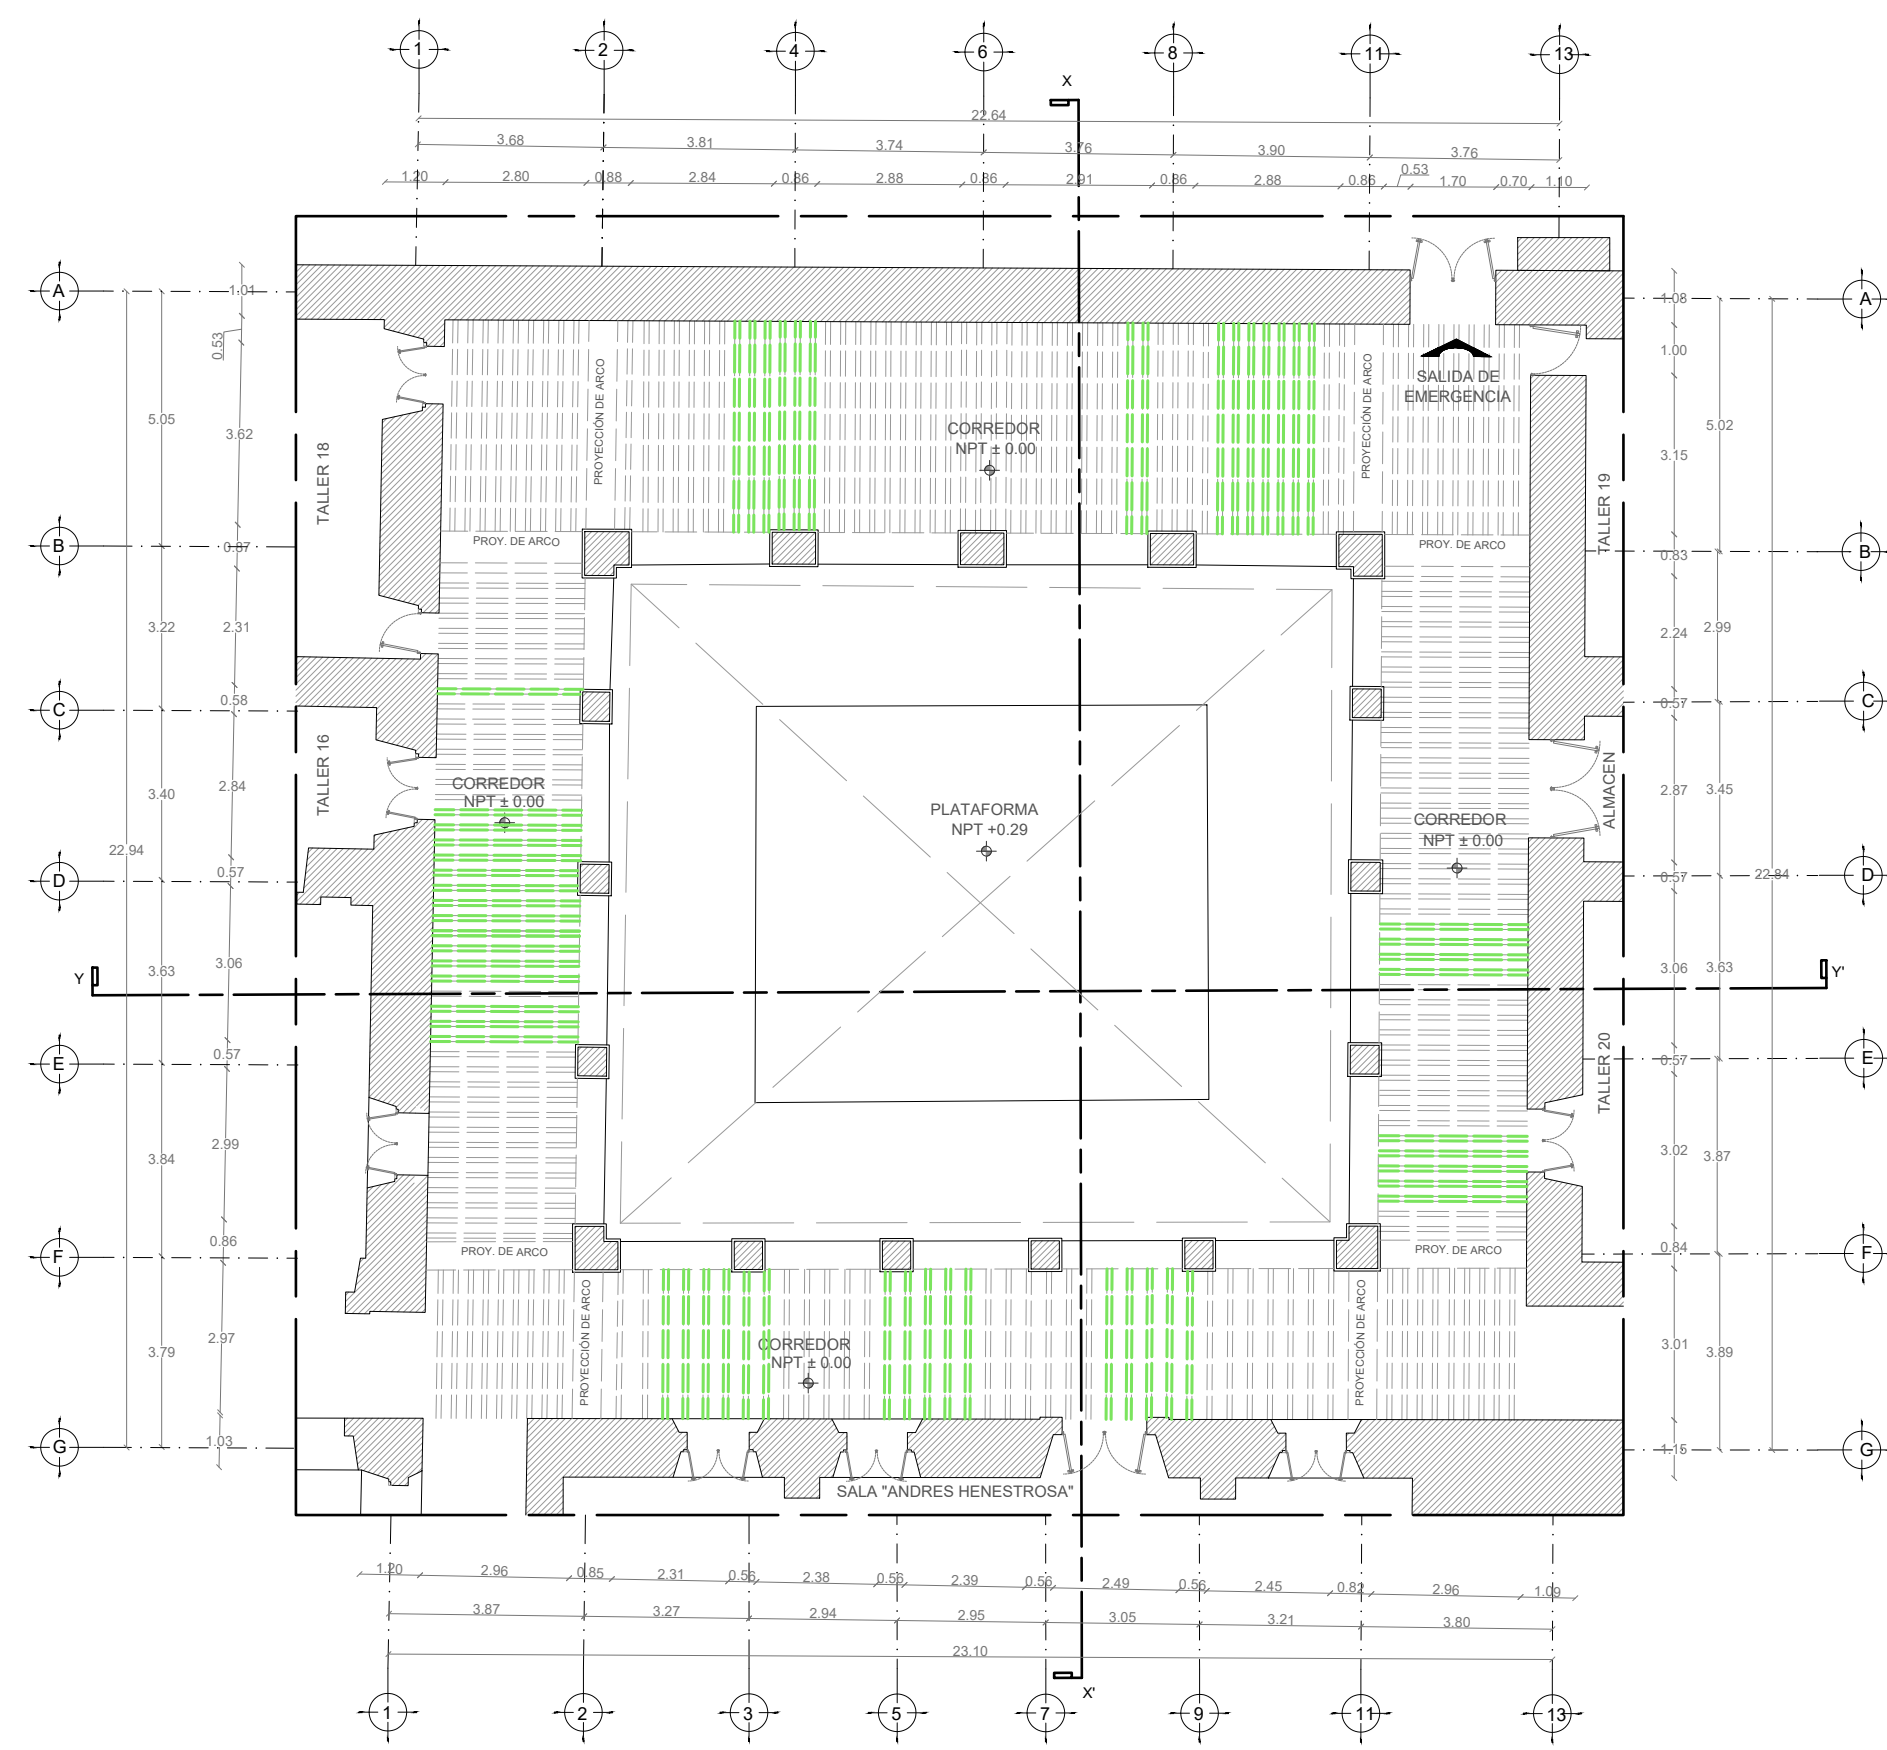 1
2
4
6
8
11
13
X
22.64
3.68
3.81
3.74
3.76
3.90
3.76
1.20
2.80
0.88
2.84
0.86
2.88
0.86
2.91
0.86
2.88
0.86
0.53
1.70
0.70
1.10
A
1.01
1.08
A
0.53
1.00
PROYECCIÓN DE ARCO
PROYECCIÓN DE ARCO
SALIDA DE
EMERGENCIA
5.05
3.62
TALLER 18
CORREDOR
NPT ± 0.00
3.15
5.02
TALLER 19
B
0.87
PROY. DE ARCO
PROY. DE ARCO
0.83
B
3.22
2.31
2.24
2.99
C
0.58
0.57
C
TALLER 16
3.40
2.84
CORREDOR
NPT ± 0.00
PLATAFORMA
NPT +0.29
CORREDOR
NPT ± 0.00
ALMACEN
2.87
3.45
22.94
D
0.57
0.57
22.84
D
Y
3.63
3.06
3.06
3.63
Y'
E
0.57
0.57
E
TALLER 20
3.84
2.99
3.02
3.87
F
0.86
PROY. DE ARCO
PROY. DE ARCO
0.84
F
PROYECCIÓN DE ARCO
PROYECCIÓN DE ARCO
3.79
2.97
CORREDOR
NPT ± 0.00
3.01
3.89
G
1.03
1.15
G
SALA "ANDRES HENESTROSA"
1.20
2.96
0.85
2.31
0.56
2.38
0.56
2.39
0.56
2.49
0.56
2.45
0.82
2.96
1.09
3.87
3.27
2.94
2.95
3.05
3.21
3.80
23.10
X'
1
2
3
5
7
9
11
13